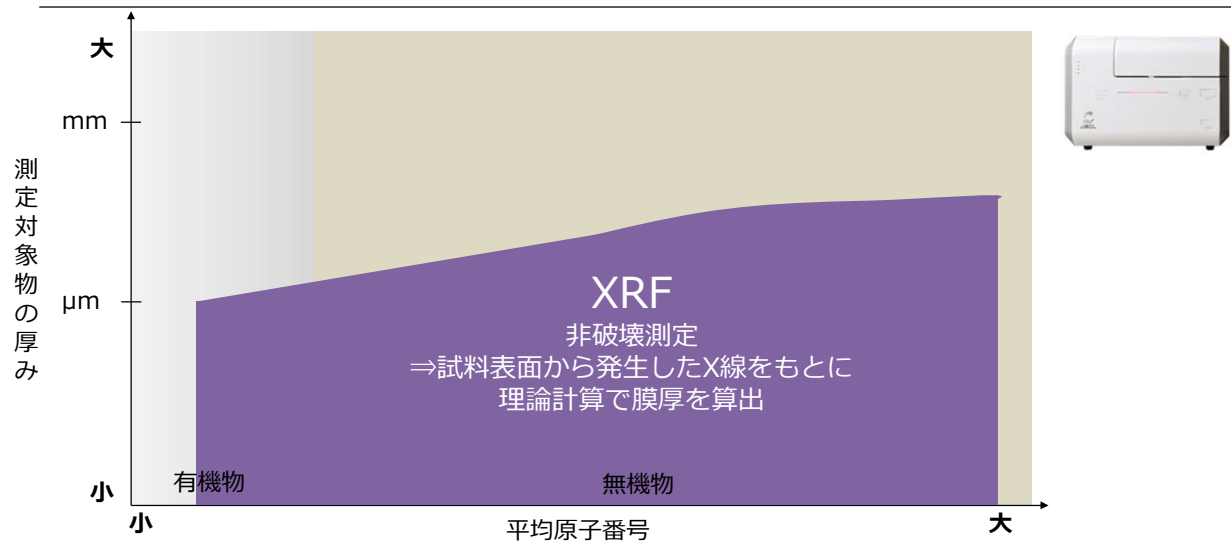 大
mm
測定対象物の厚み
μm
XRF
非破壊測定
⇒試料表面から発生したX線をもとに
理論計算で膜厚を算出
有機物
無機物
小
小
平均原子番号
大